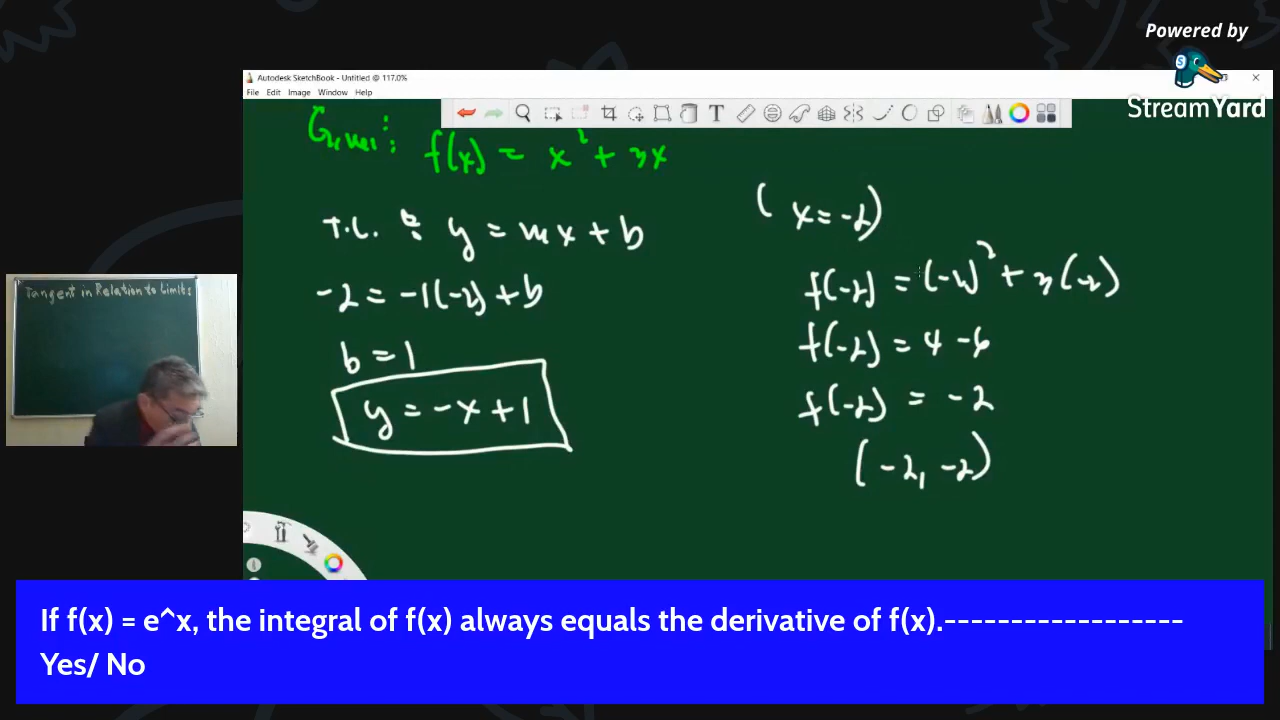 Powered by
StreamYard
Autodesk SketchBook - Untitled @ 117.0%
File Edit Image Window Help
T
Given: f(x) = x² + 3x
T.L. : y = mx + b
-2 = -1(-2) + b
b = 1
y = -x + 1
(x = -2)
f(-2) = (-2)² + 3(-2)
f(-2) = 4 - 6
f(-2) = -2
(-2, -2)
Tangent in Relation to Limits
If f(x) = e^x, the integral of f(x) always equals the derivative of f(x).------------------
Yes/ No